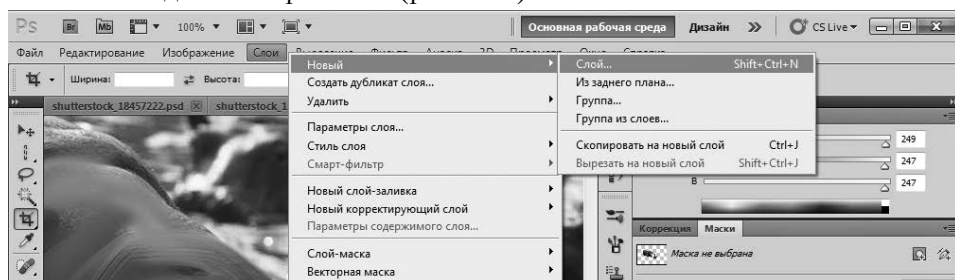 Ps Br Mb 100% Основная рабочая среда Дизайн CS Live
Файл Редактирование Изображение Слои
Ширина: Высота:
shutterstock_18457222.psd shutterstock_1
Новый
Создать дубликат слоя...
Удалить
Параметры слоя...
Стиль слоя
Смарт-фильтр
Новый слой-заливка
Новый корректирующий слой
Параметры содержимого слоя...
Слой-маска
Векторная маска
Слой... Shift+Ctrl+N
Из заднего плана...
Группа...
Группа из слоев...
Скопировать на новый слой Ctrl+J
Вырезать на новый слой Shift+Ctrl+J
249
247
B 247
Коррекция Маски
Маска не выбрана